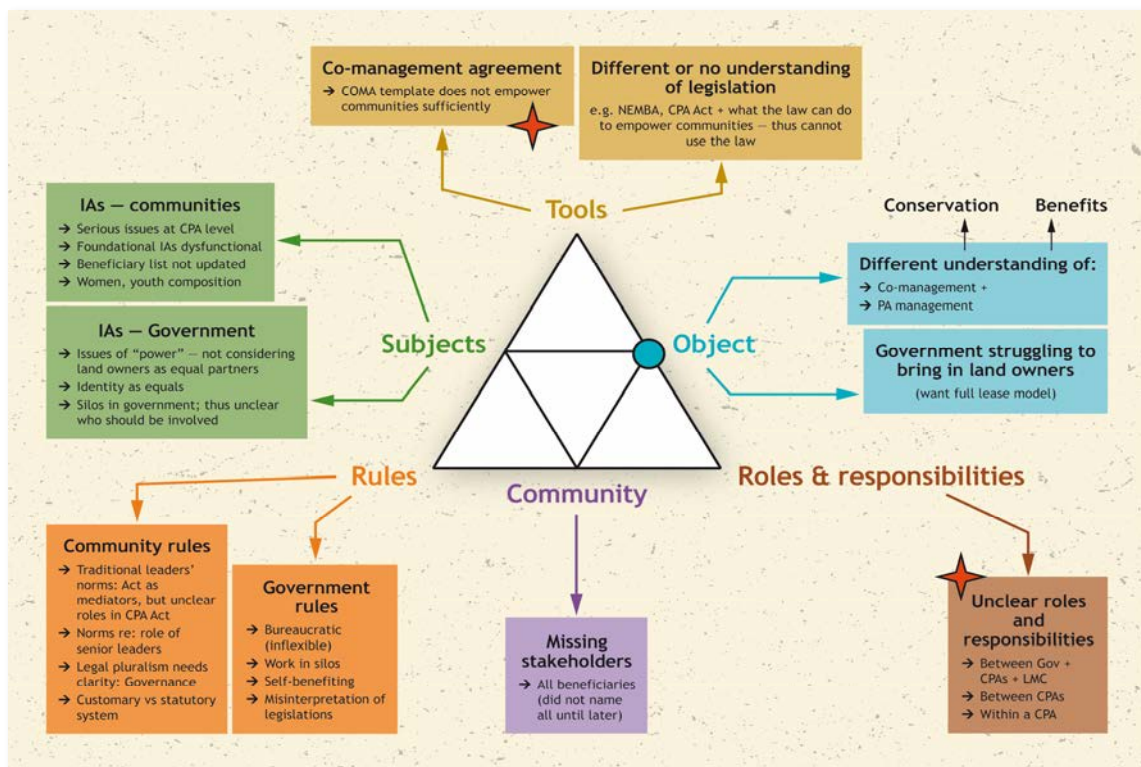 Co-management agreement
→ COMA template does not empower
communities sufficiently
Different or no understanding
of legislation
e.g. NEMBA, CPA Act + what the law can do
to empower communities — thus cannot
use the law
Tools
IAs — communities
→ Serious issues at CPA level
→ Foundational IAs dysfunctional
→ Beneficiary list not updated
→ Women, youth composition
IAs — Government
→ Issues of “power” — not considering
land owners as equal partners
→ Identity as equals
→ Silos in government; thus unclear
who should be involved
Subjects
Object
Conservation
Benefits
Different understanding of:
→ Co-management +
→ PA management
Government struggling to
bring in land owners
(want full lease model)
Rules
Community
Roles & responsibilities
Community rules
→ Traditional leaders’
norms: Act as
mediators, but unclear
roles in CPA Act
→ Norms re: role of
senior leaders
→ Legal pluralism needs
clarity: Governance
→ Customary vs statutory
system
Government
rules
→ Bureaucratic
(inflexible)
→ Work in silos
→ Self-benefiting
→ Misinterpretation of
legislations
Missing
stakeholders
→ All beneficiaries
(did not name
all until later)
Unclear roles
and
responsibilities
→ Between Gov +
CPAs + LMC
→ Between CPAs
→ Within a CPA